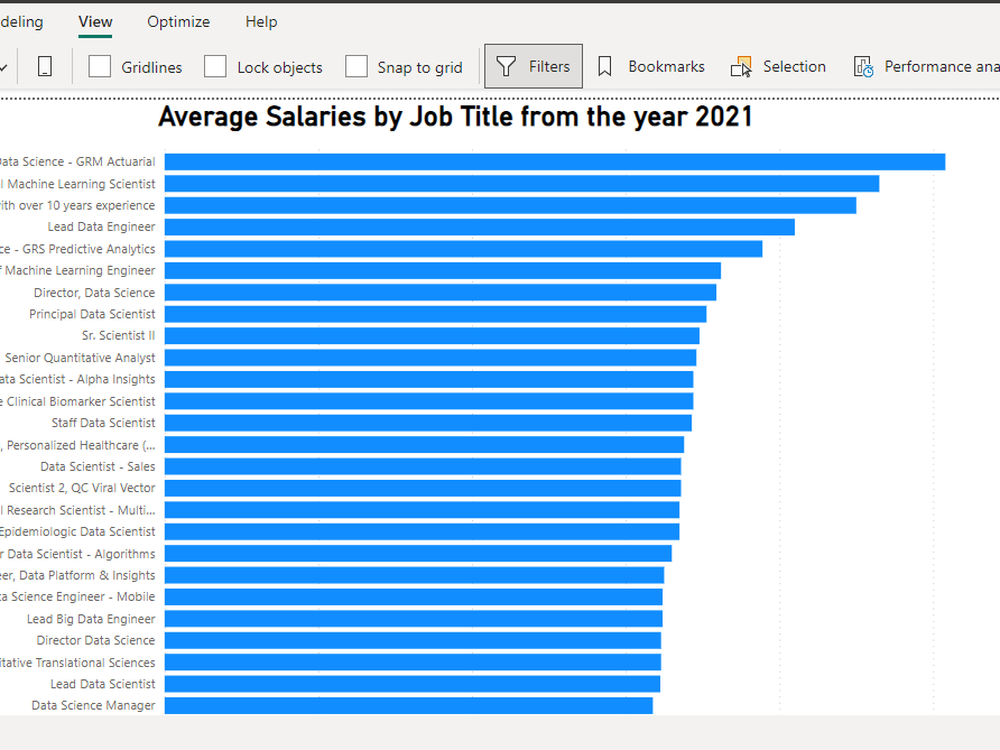 deling View Optimize Help
Gridlines Lock objects Snap to grid Filters Bookmarks Selection Performance ana
Average Salaries by Job Title from the year 2021
Data Science - GRM Actuarial
l Machine Learning Scientist
ith over 10 years experience
Lead Data Engineer
ce - GRS Predictive Analytics
f Machine Learning Engineer
Director, Data Science
Principal Data Scientist
Sr. Scientist II
Senior Quantitative Analyst
ata Scientist - Alpha Insights
e Clinical Biomarker Scientist
Staff Data Scientist
, Personalized Healthcare (...
Data Scientist - Sales
Scientist 2, QC Viral Vector
l Research Scientist - Multi...
Epidemiologic Data Scientist
r Data Scientist - Algorithms
eer, Data Platform & Insights
ta Science Engineer - Mobile
Lead Big Data Engineer
Director Data Science
itative Translational Sciences
Lead Data Scientist
Data Science Manager